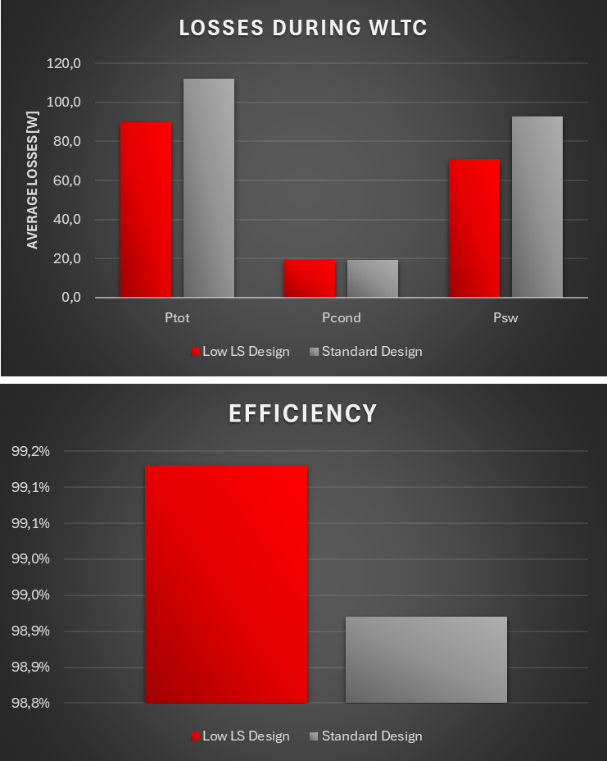 LOSSES DURING WLTC
AVERAGE LOSSES [W]
120,0
100,0
80,0
60,0
40,0
20,0
0,0
Ptot Pcond Psw
Low LS Design Standard Design
EFFICIENCY
99,2%
99,1%
99,1%
99,0%
99,0%
98,9%
98,9%
98,8%
Low LS Design Standard Design